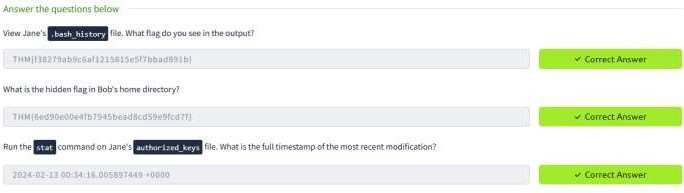 Answer the questions below
View Jane's .bash_history file. What flag do you see in the output?
THM{f38279ab9c6af1215815e5f7bbad891b}
✓ Correct Answer
What is the hidden flag in Bob's home directory?
THM{6ed90e00e4fb7945bead8cd59e9fcd7f}
✓ Correct Answer
Run the stat command on Jane's authorized_keys file. What is the full timestamp of the most recent modification?
2024-02-13 00:34:16.005897449 +0000
✓ Correct Answer